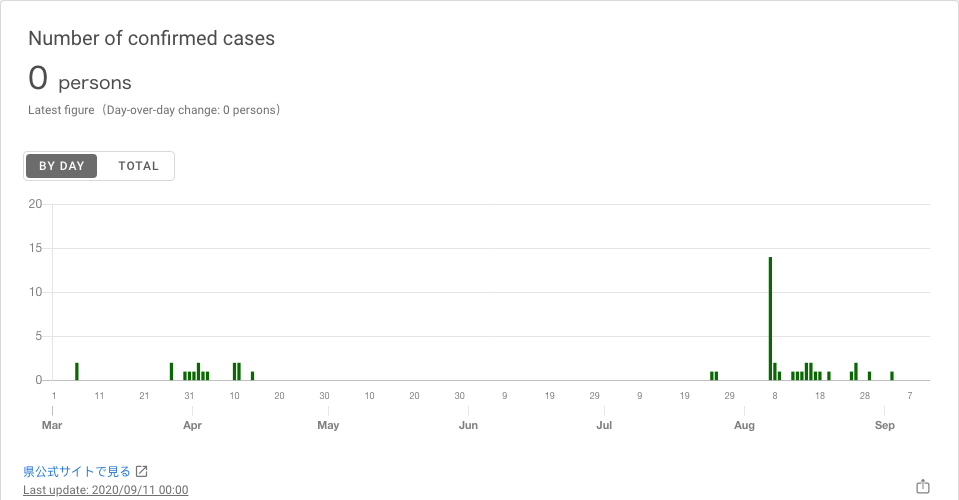 Number of confirmed cases
0 persons
Latest figure（Day-over-day change: 0 persons）
BY DAY TOTAL
20
15
10
5
0
1 11 21 31 10 20 30 10 20 30 9 19 29 9 19 29 8 18 28 7
Mar Apr May Jun Jul Aug Sep
県公式サイトで見る
Last update: 2020/09/11 00:00